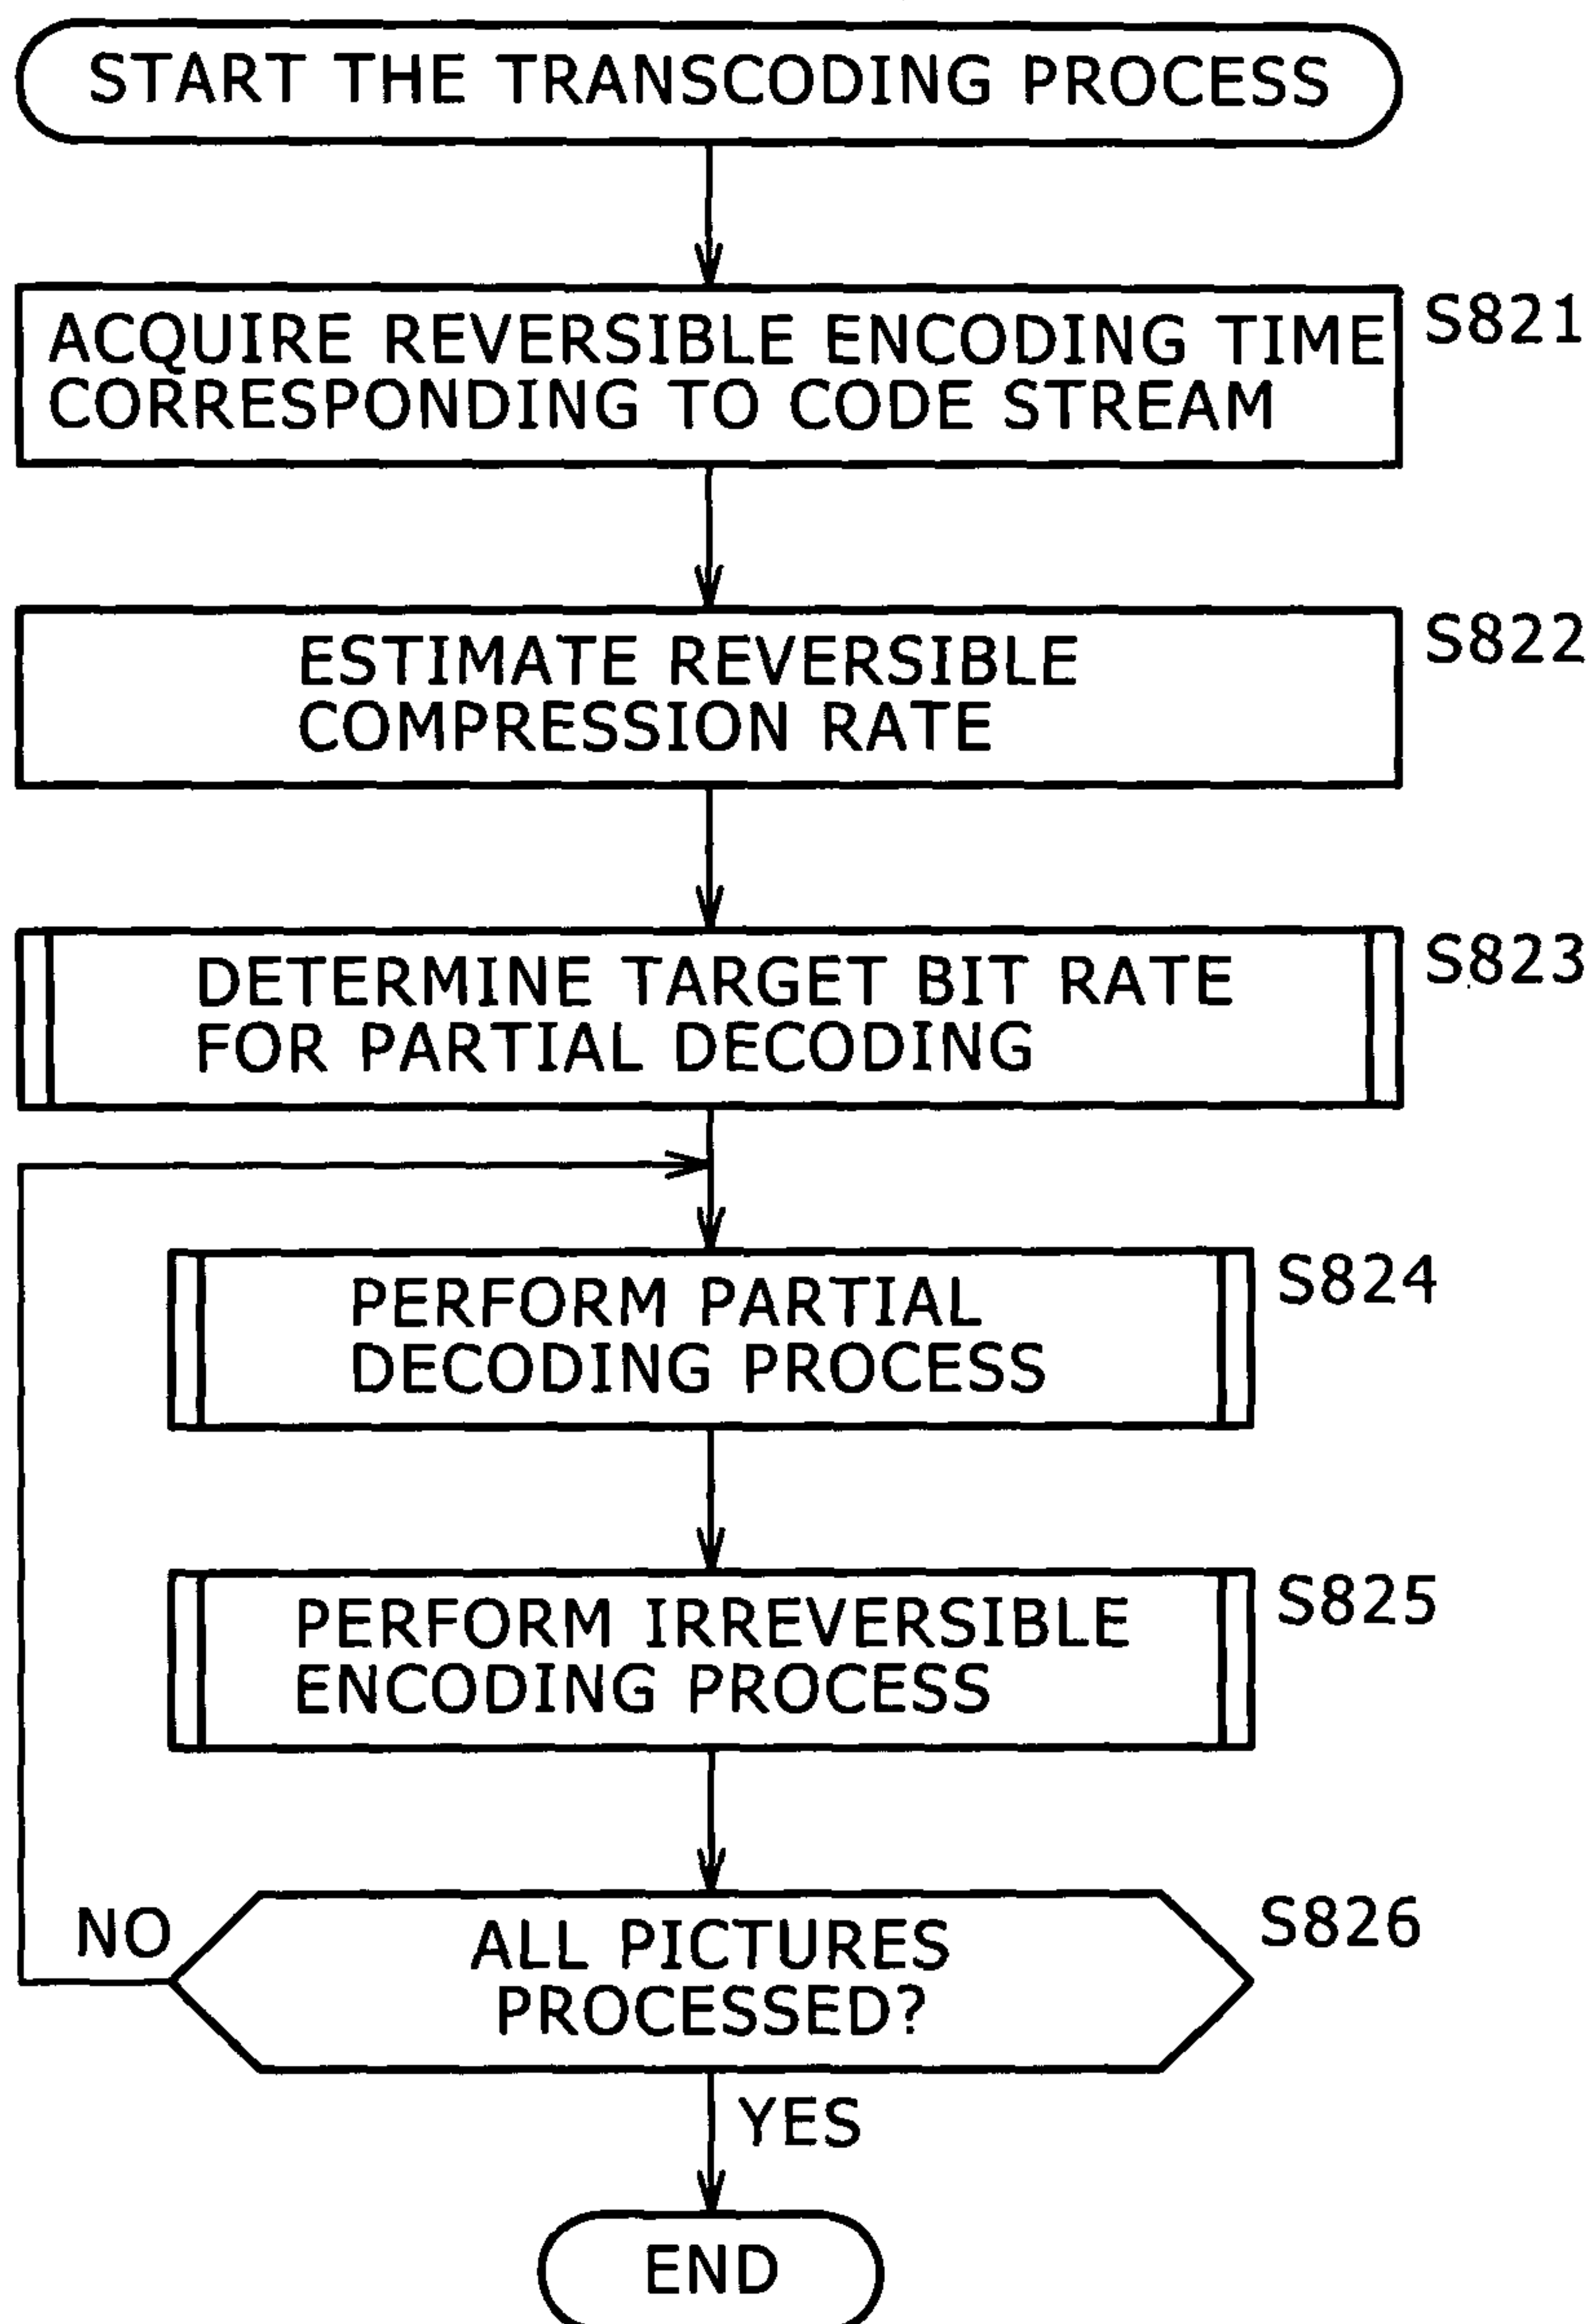 START THE TRANSCODING PROCESS
ACQUIRE REVERSIBLE ENCODING TIME
CORRESPONDING TO CODE STREAM
S821
ESTIMATE REVERSIBLE
COMPRESSION RATE
S822
DETERMINE TARGET BIT RATE
FOR PARTIAL DECODING
S823
PERFORM PARTIAL
DECODING PROCESS
S824
PERFORM IRREVERSIBLE
ENCODING PROCESS
S825
NO
ALL PICTURES
PROCESSED?
S826
YES
END